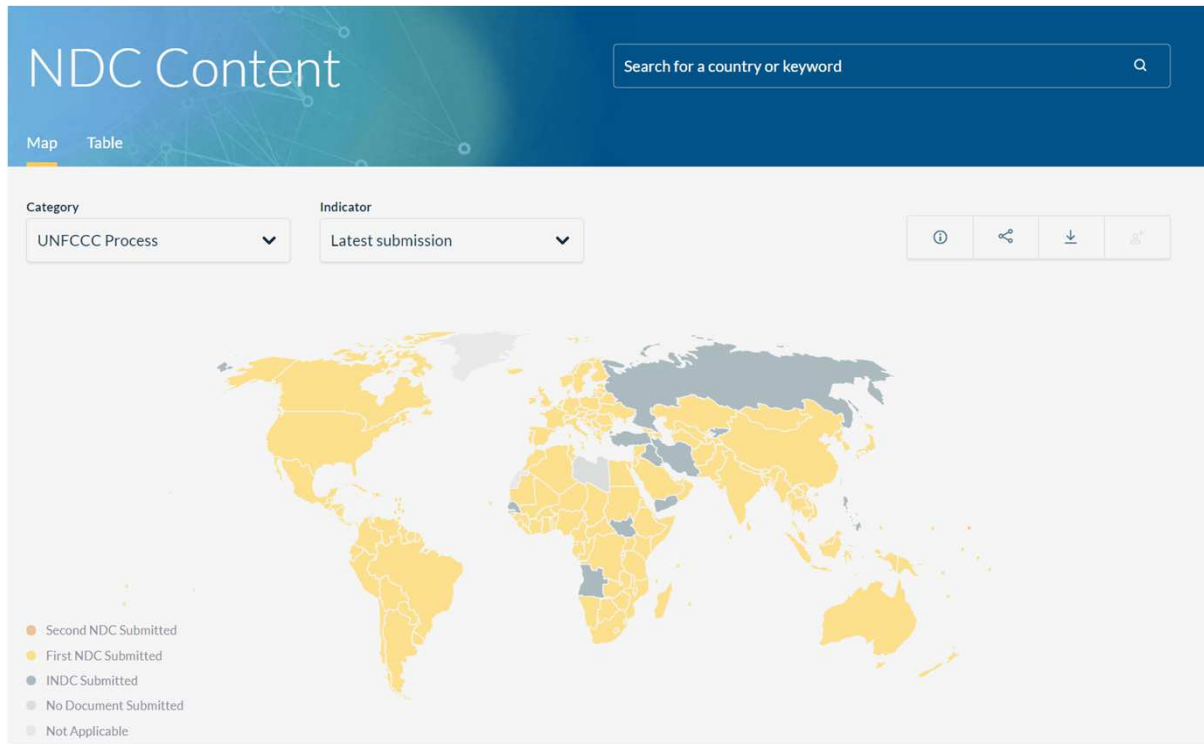 NDC Content
Search for a country or keyword
Map Table
Category Indicator
UNFCCC Process Latest submission
Second NDC Submitted
First NDC Submitted
INDC Submitted
No Document Submitted
Not Applicable